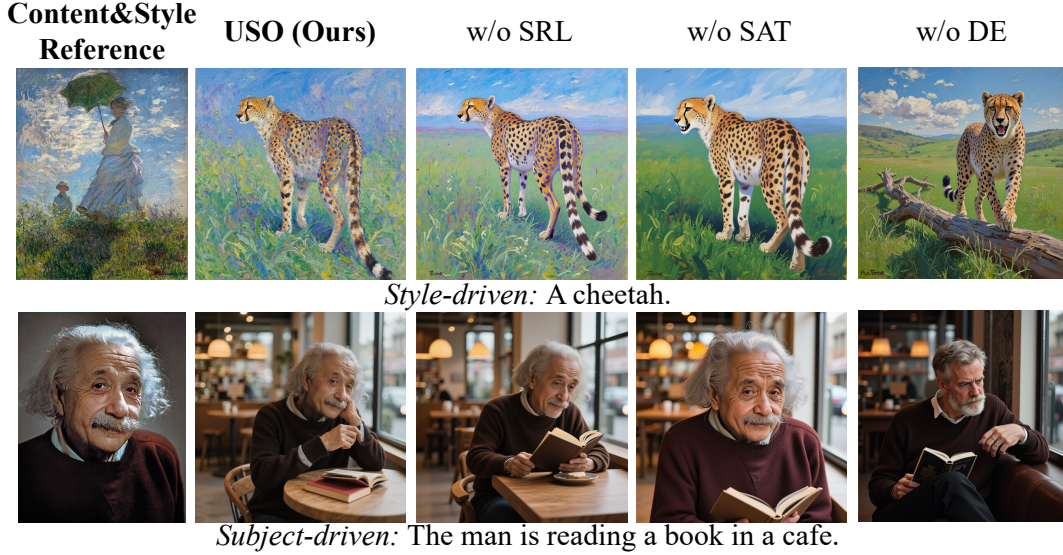 Content&Style
Reference
USO (Ours)
w/o SRL
w/o SAT
w/o DE
Style-driven: A cheetah.
Subject-driven: The man is reading a book in a cafe.